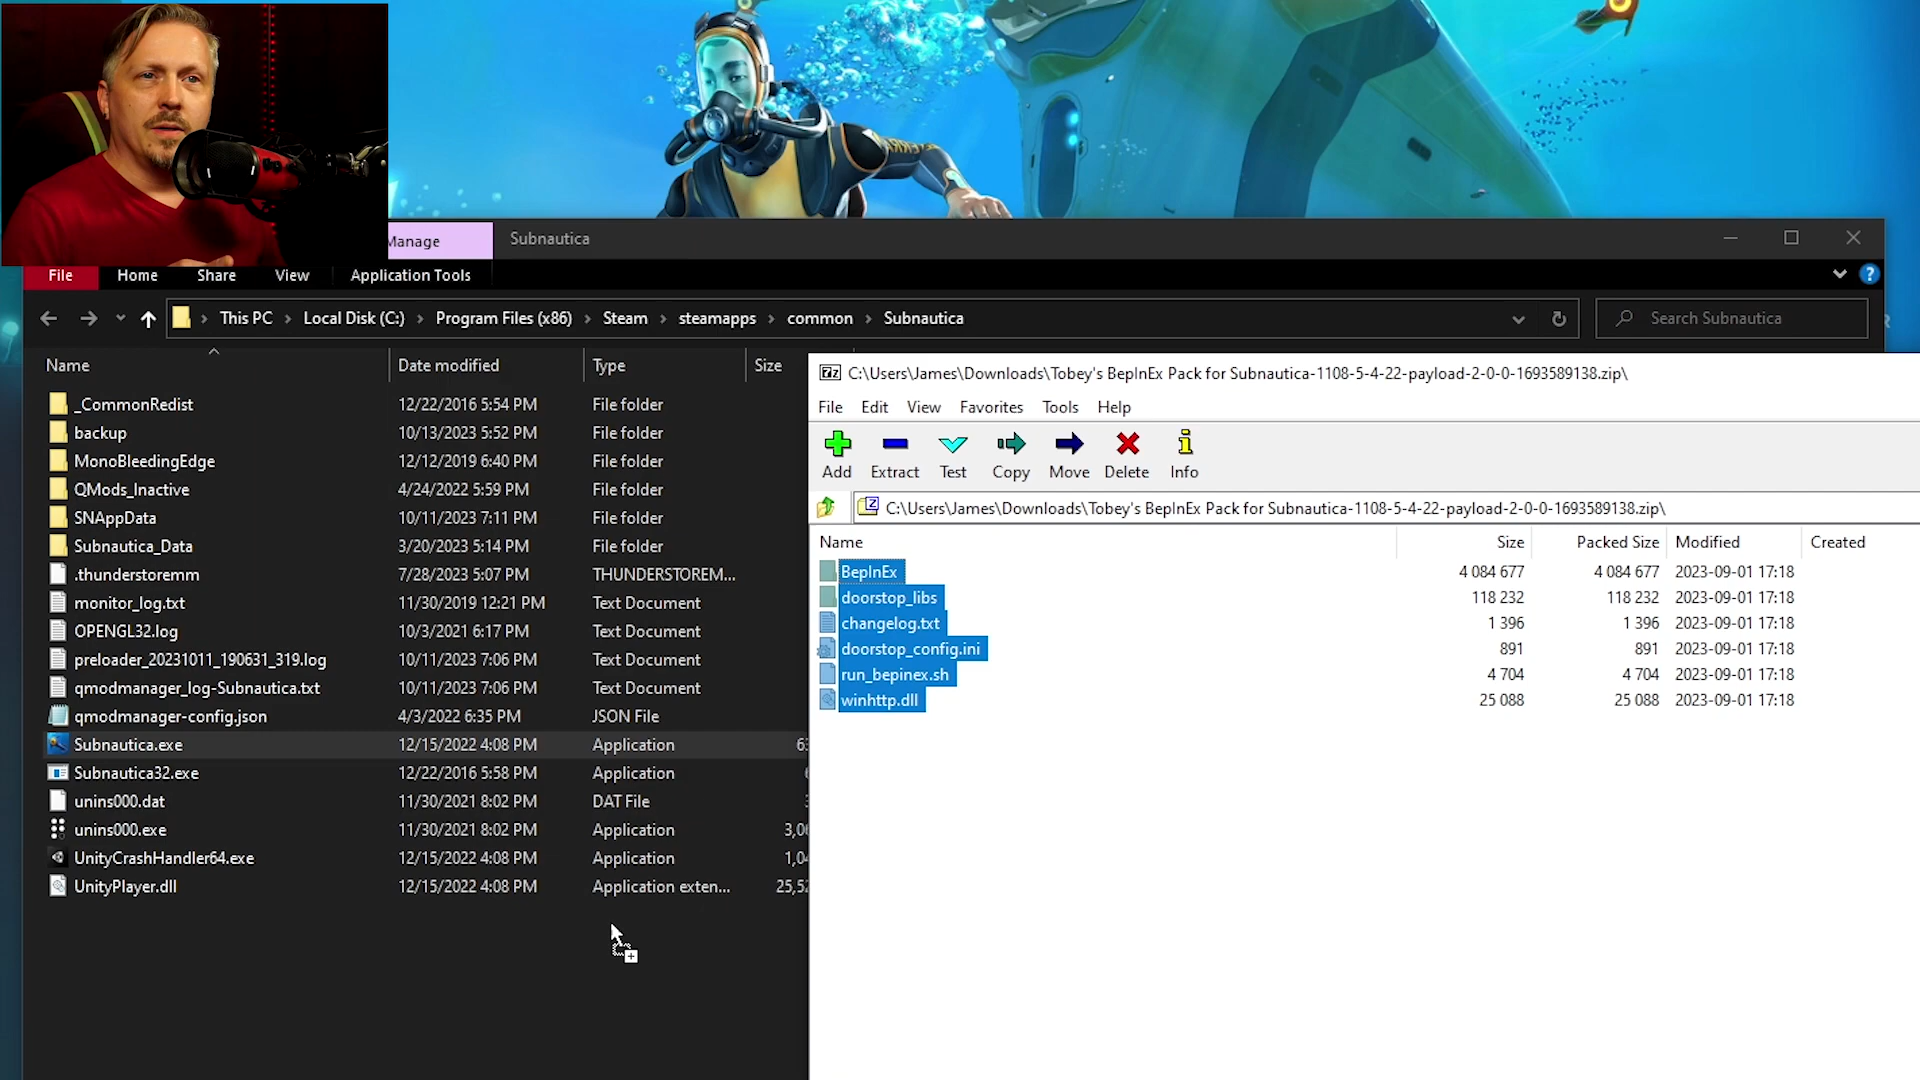 Manage
Subnautica
File Home Share View Application Tools
This PC Local Disk (C:) Program Files (x86) Steam steamapps common Subnautica
Search Subnautica
Name Date modified Type Size
_CommonRedist 12/22/2016 5:54 PM File folder
backup 10/13/2023 5:52 PM File folder
MonoBleedingEdge 12/12/2019 6:40 PM File folder
QMods_Inactive 4/24/2022 5:59 PM File folder
SNAppData 10/11/2023 7:11 PM File folder
Subnautica_Data 3/20/2023 5:14 PM File folder
.thunderstoremm 7/28/2023 5:07 PM THUNDERSTOREM...
monitor_log.txt 11/30/2019 12:21 PM Text Document
OPENGL32.log 10/3/2021 6:17 PM Text Document
preloader_20231011_190631_319.log 10/11/2023 7:06 PM Text Document
qmodmanager_log-Subnautica.txt 10/11/2023 7:06 PM Text Document
qmodmanager-config.json 4/3/2022 6:35 PM JSON File
Subnautica.exe 12/15/2022 4:08 PM Application
Subnautica32.exe 12/22/2016 5:58 PM Application
unins000.dat 11/30/2021 8:02 PM DAT File
unins000.exe 11/30/2021 8:02 PM Application 3,0
UnityCrashHandler64.exe 12/15/2022 4:08 PM Application 1,0
UnityPlayer.dll 12/15/2022 4:08 PM Application exten... 25,5
C:\Users\James\Downloads\Tobey's BepInEx Pack for Subnautica-1108-5-4-22-payload-2-0-0-1693589138.zip\
File Edit View Favorites Tools Help
Add Extract Test Copy Move Delete Info
C:\Users\James\Downloads\Tobey's BepInEx Pack for Subnautica-1108-5-4-22-payload-2-0-0-1693589138.zip\
Name Size Packed Size Modified Created
BepInEx 4 084 677 4 084 677 2023-09-01 17:18
doorstop_libs 118 232 118 232 2023-09-01 17:18
changelog.txt 1 396 1 396 2023-09-01 17:18
doorstop_config.ini 891 891 2023-09-01 17:18
run_bepinex.sh 4 704 4 704 2023-09-01 17:18
winhttp.dll 25 088 25 088 2023-09-01 17:18